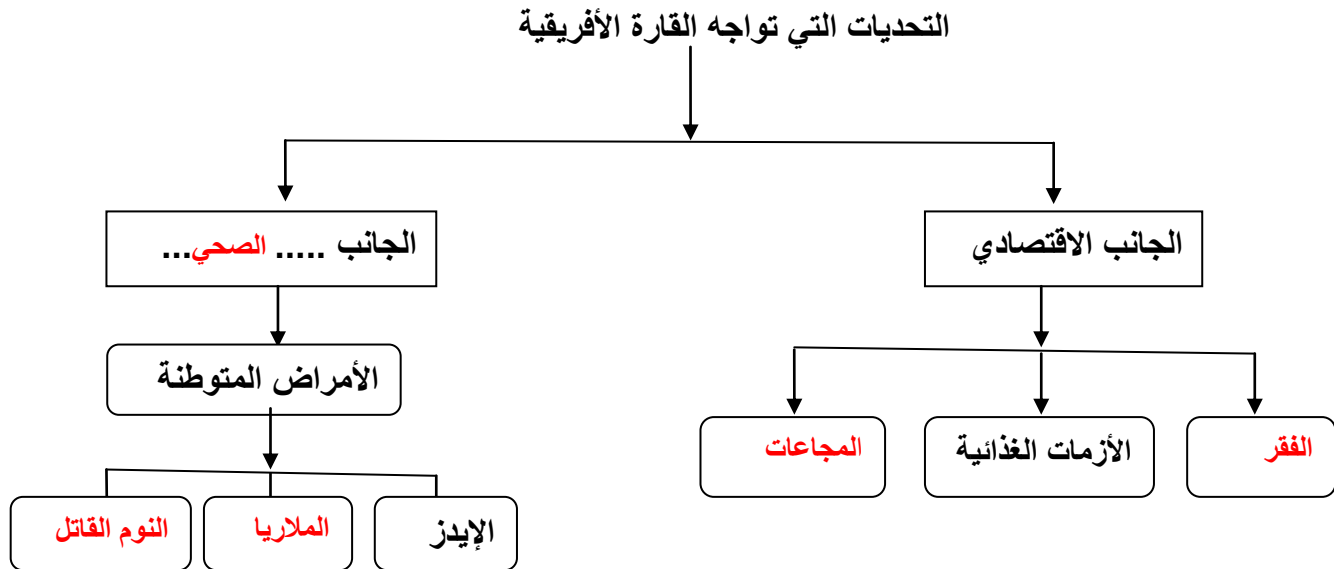 التحديات التي تواجه القارة الأفريقية
الجانب الاقتصادي
الجانب ..... الصحي...
الأمراض المتوطنة
الفقر
الأزمات الغذائية
المجاعات
الإيدز
الملاريا
النوم القاتل